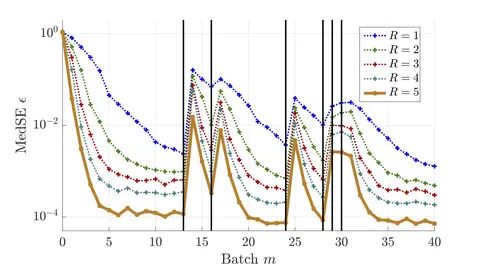 10^0
10^{-2}
10^{-4}
MedSE ϵ
R = 1
R = 2
R = 3
R = 4
R = 5
0 5 10 15 20 25 30 35 40
Batch m